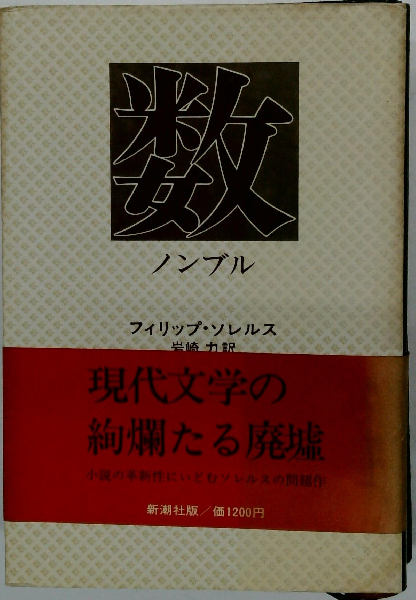 数
ノンブル
フィリップ・ソレルス
岩崎 力訳
現代文学の
絢爛たる廃墟
小説の革新性にいどむソレルスの問題作
新潮社版/価1200円